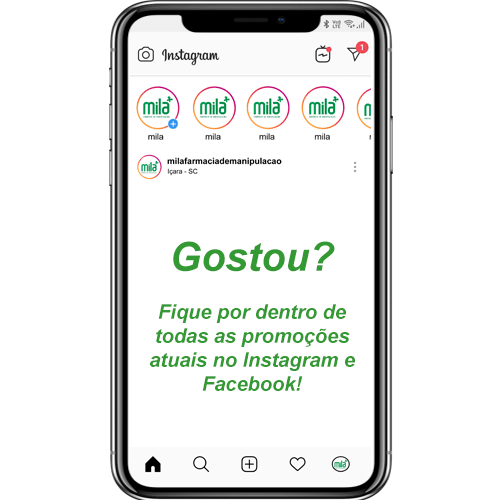 Instagram
1
mila mila mila mila
mila mila mila mila
mila
milafarmaciademanipulacao
Içara - SC
Gostou?
Fique por dentro de
todas as promoções
atuais no Instagram e
Facebook!
mila